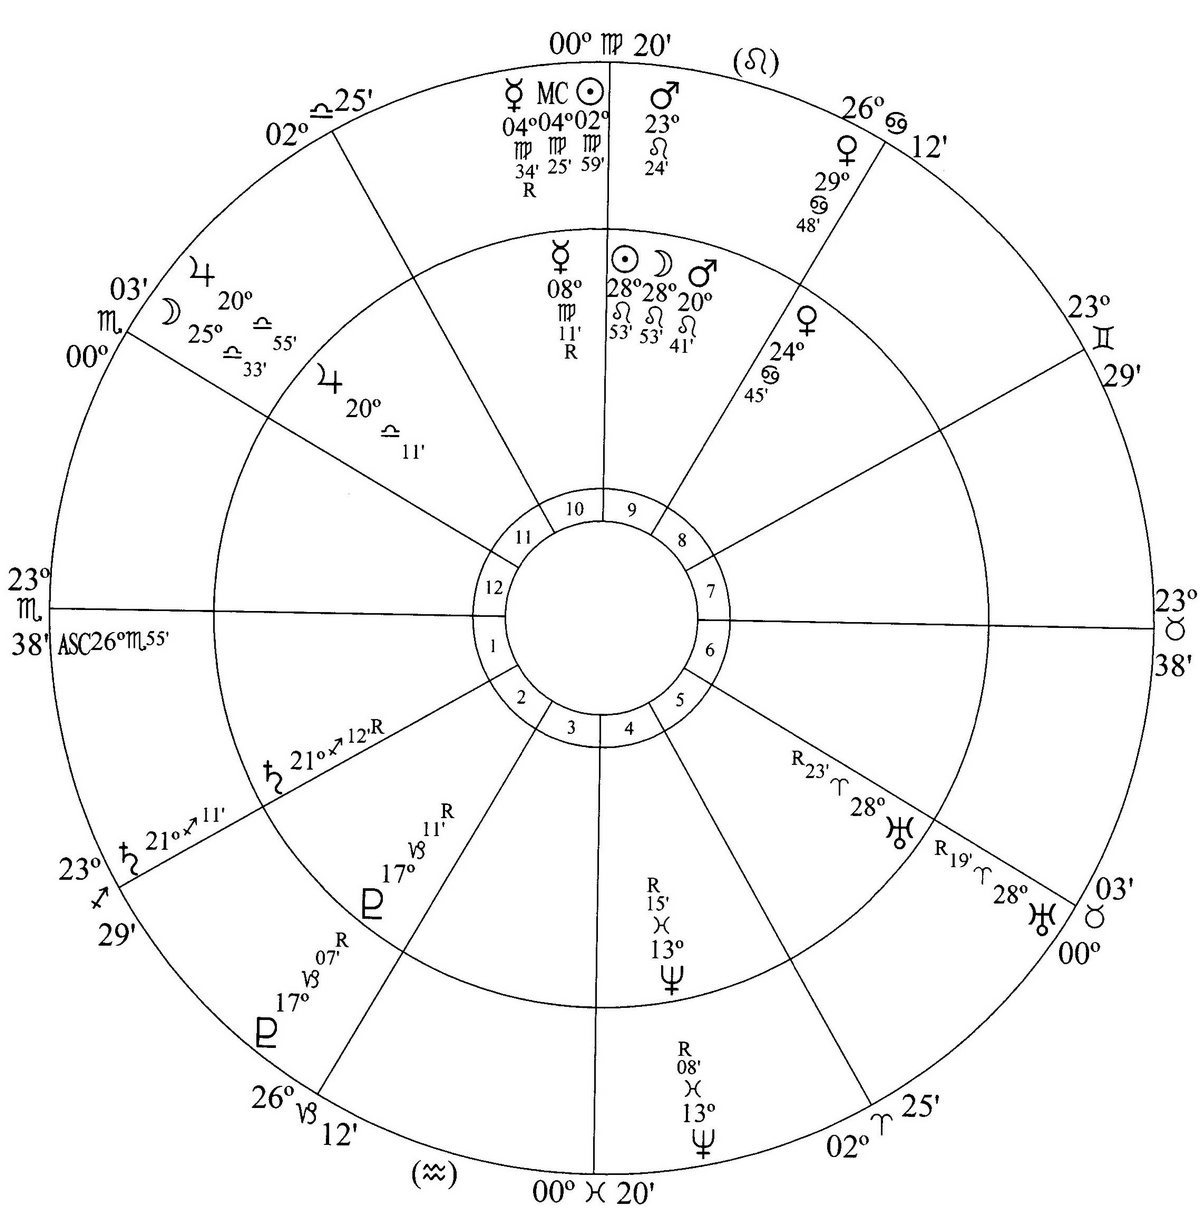 00° ♍ 20'
(♌)
26° ♋ 12'
02° ♎ 25'
☿ MC ☉
04° 04° 02°
♍ ♍ ♍
34' 25' 59'
R
♂
23°
♌
24'
♀
29°
♋
48'
☿
08°
♍
11'
R
☉ ☽ ♂
28° 28° 20°
♌ ♌ ♌
53' 53' 41'
♀
24°
♋
45'
03'
♏
00°
♃ 20° ♎ 55'
☽ 25° ♎ 33'
♃ 20° ♎ 11'
23°
♊
29'
10 9
11 8
12 7
1 6
2 5
3 4
23°
♏
38'
ASC 26° ♏ 55'
23°
♉
38'
♄ 21° ♐ 12' R
♄ 21° ♐ 11'
23°
♐
29'
R 23' ♈ 28° ♅
R 19' ♈ 28° ♅
03'
♉
00°
R
11'
♑
17°
♇
R
07'
♑
17°
♇
R
15'
♓
13°
♆
R
08'
♓
13°
♆
26° ♑ 12'
02° ♈ 25'
(♒)
00° ♓ 20'